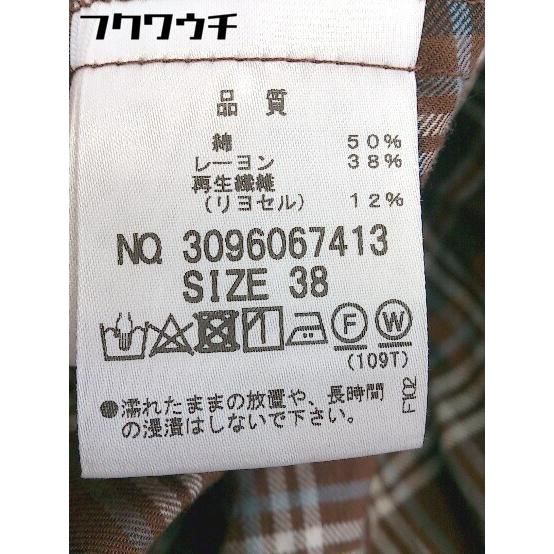 フクワウチ
品質
綿 50%
レーヨン 38%
再生繊維
(リヨセル) 12%
NO. 3096067413
SIZE 38
F W
(109T)
●濡れたままの放置や、長時間
の浸漬はしないで下さい。
F102